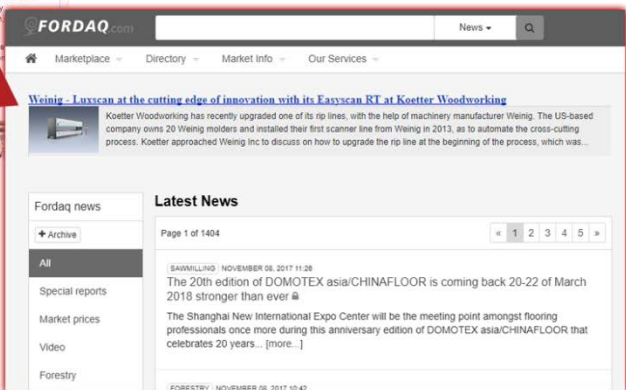 FORDAQ.com
News
Marketplace
Directory
Market Info
Our Services
Weinig - Luxscan at the cutting edge of innovation with its Easyscan RT at Koetter Woodworking
Koetter Woodworking has recently upgraded one of its rip lines, with the help of machinery manufacturer Weinig. The US-based
company owns 20 Weinig molders and installed their first scanner line from Weinig in 2013, as to automate the cross-cutting
process. Koetter approached Weinig Inc to discuss on how to upgrade the rip line at the beginning of the process, which was...
Fordaq news
+ Archive
All
Special reports
Market prices
Video
Forestry
Latest News
Page 1 of 1404
« 1 2 3 4 5 »
SAWMILLING NOVEMBER 08, 2017 11:26
The 20th edition of DOMOTEX asia/CHINAFLOOR is coming back 20-22 of March
2018 stronger than ever
The Shanghai New International Expo Center will be the meeting point amongst flooring
professionals once more during this anniversary edition of DOMOTEX asia/CHINAFLOOR that
celebrates 20 years... [more...]
FORESTRY NOVEMBER 08, 2017 10:42